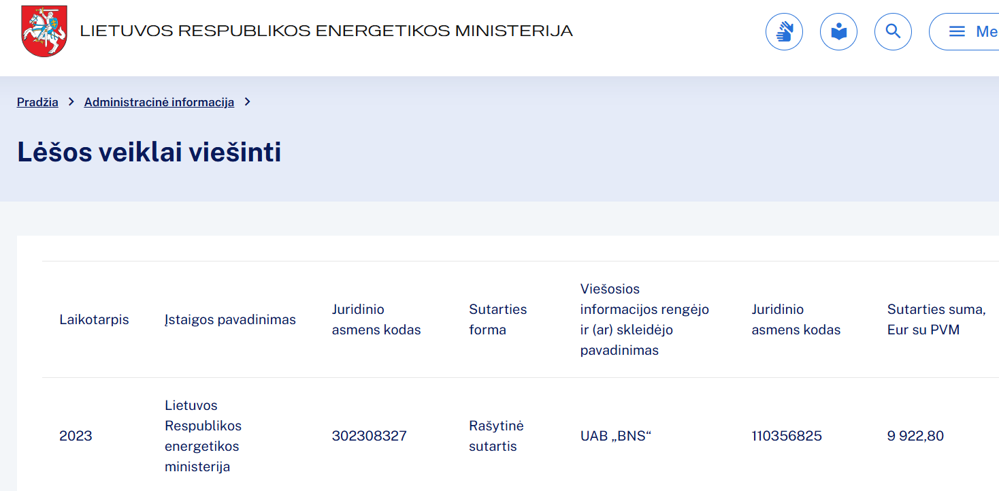 LIETUVOS RESPUBLIKOS ENERGETIKOS MINISTERIJA
Me
Pradžia
Administracinė informacija
Lėšos veiklai viešinti
Laikotarpis
Įstaigos pavadinimas
Juridinio
asmens kodas
Sutarties
forma
Viešosios
informacijos rengėjo
ir (ar) skleidėjo
pavadinimas
Juridinio
asmens kodas
Sutarties suma,
Eur su PVM
2023
Lietuvos
Respublikos
energetikos
ministerija
302308327
Rašytinė
sutartis
UAB „BNS“
110356825
9 922,80